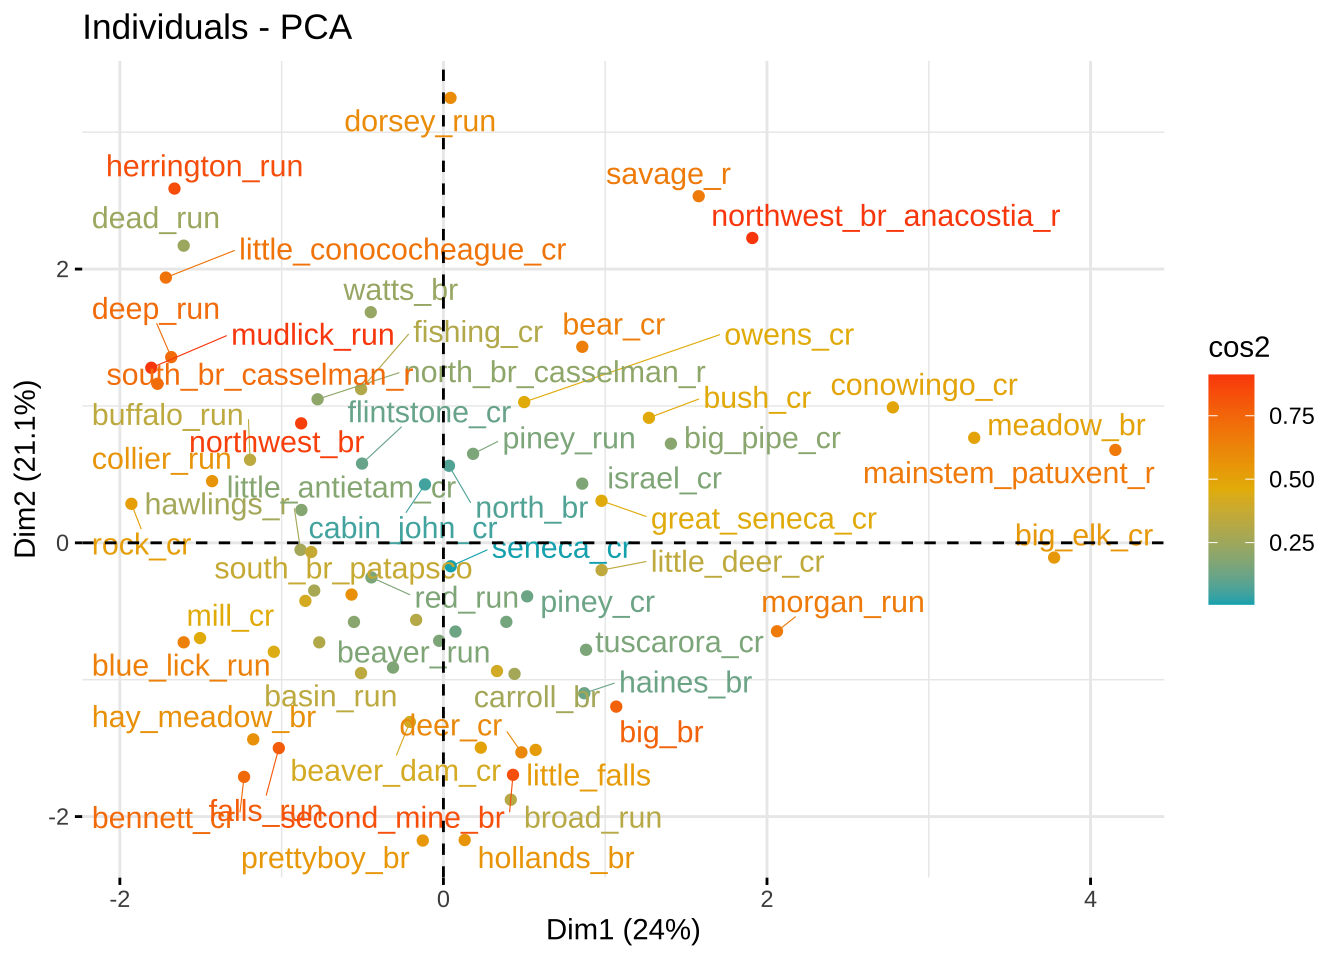 Individuals - PCA
dorsey_run
herrington_run
savage_r
northwest_br_anacostia_r
dead_run
little_conococheague_cr
2
watts_br
deep_run
mudlick_run
fishing_cr
bear_cr
owens_cr
south_br_casselman_r
north_br_casselman_r
conowingo_cr
buffalo_run
flintstone_cr
bush_cr
meadow_br
northwest_br
piney_run
big_pipe_cr
collier_run
mainstem_patuxent_r
little_antietam_cr
israel_cr
hawlings_r
north_br
cabin_john_cr
great_seneca_cr
big_elk_cr
0
rock_cr
seneca_cr
south_br_patapsco
little_deer_cr
red_run
piney_cr
morgan_run
mill_cr
beaver_run
tuscarora_cr
blue_lick_run
basin_run
carroll_br
haines_br
hay_meadow_br
deer_cr
big_br
beaver_dam_cr
little_falls
-2
bennett_cr
falls_run
second_mine_br
broad_run
prettyboy_br
hollands_br
-2
0
2
4
Dim1 (24%)
Dim2 (21.1%)
cos2
0.75
0.50
0.25